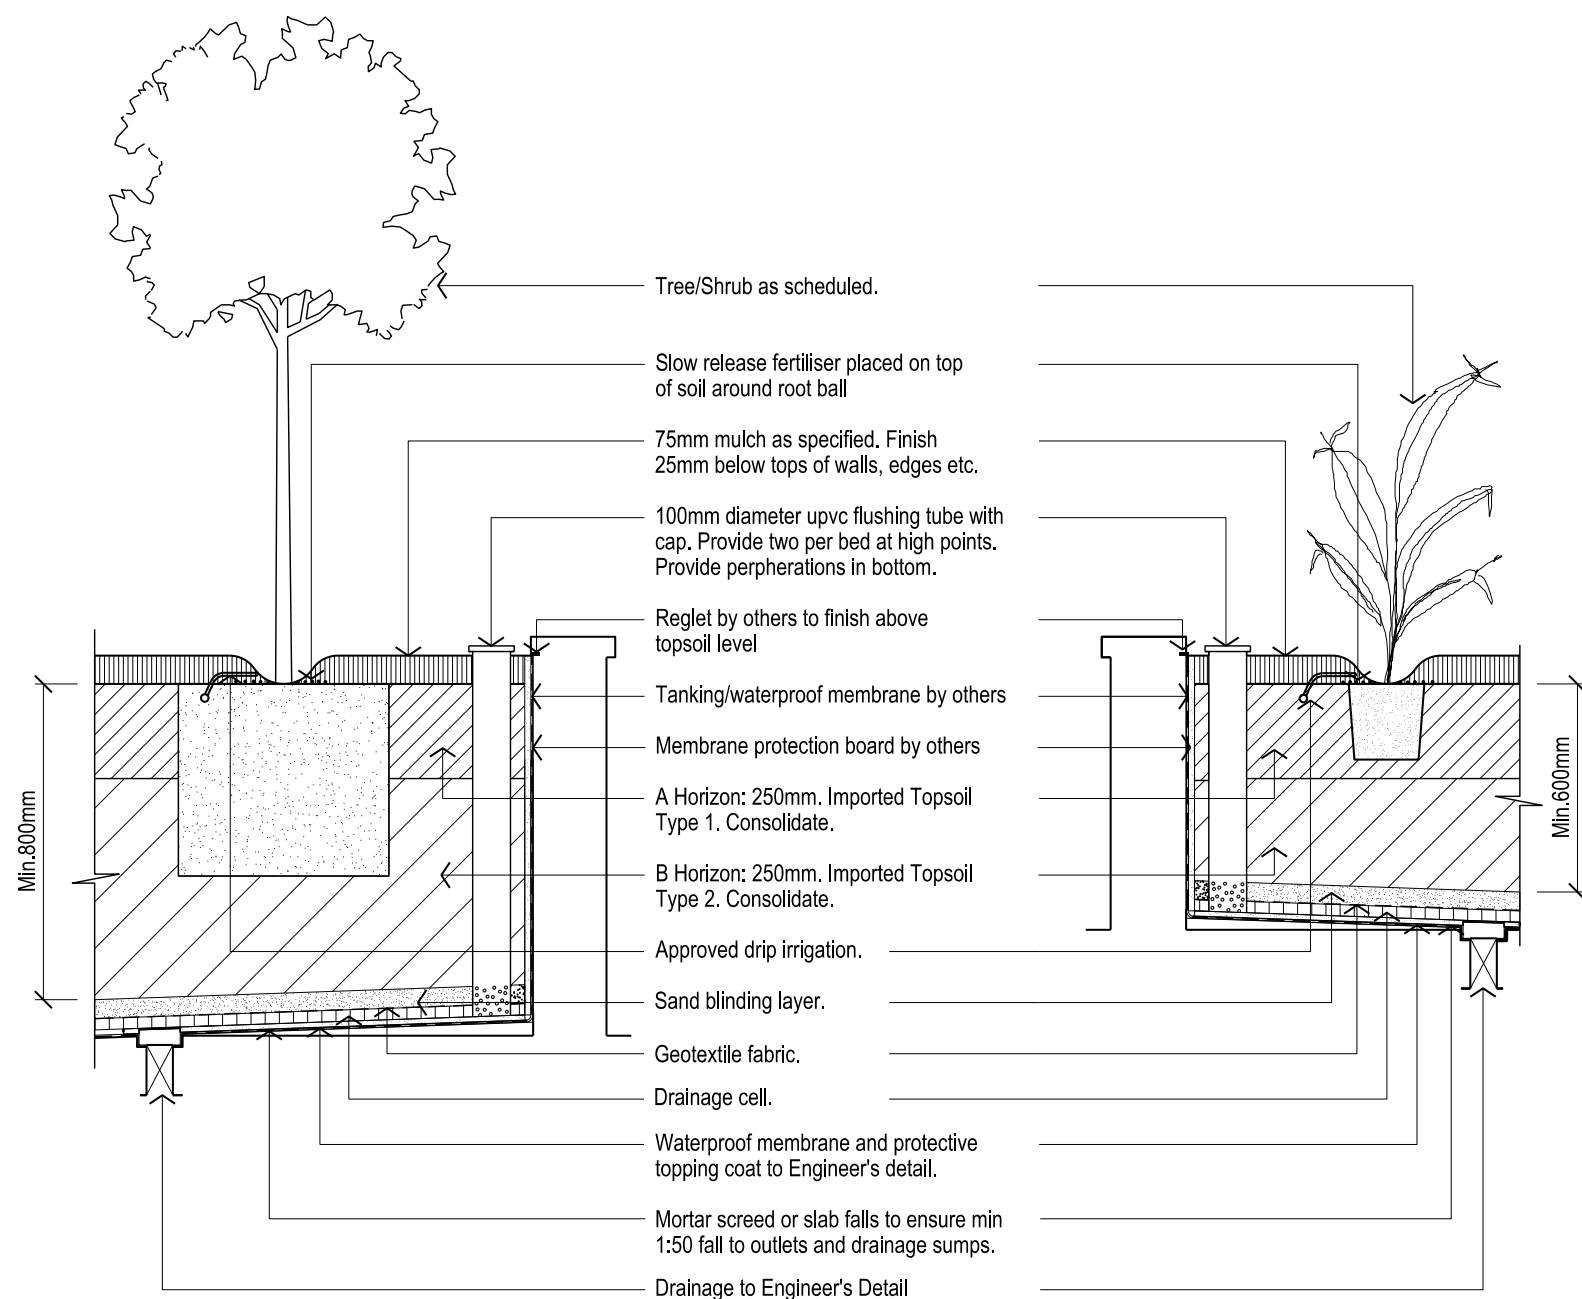 Tree/Shrub as scheduled.
Slow release fertiliser placed on top
of soil around root ball
75mm mulch as specified. Finish
25mm below tops of walls, edges etc.
100mm diameter upvc flushing tube with
cap. Provide two per bed at high points.
Provide perpherations in bottom.
Reglet by others to finish above
topsoil level
Tanking/waterproof membrane by others
Membrane protection board by others
A Horizon: 250mm. Imported Topsoil
Type 1. Consolidate.
B Horizon: 250mm. Imported Topsoil
Type 2. Consolidate.
Approved drip irrigation.
Sand blinding layer.
Geotextile fabric.
Drainage cell.
Waterproof membrane and protective
topping coat to Engineer's detail.
Mortar screed or slab falls to ensure min
1:50 fall to outlets and drainage sumps.
Drainage to Engineer's Detail
Min.800mm
Min.600mm